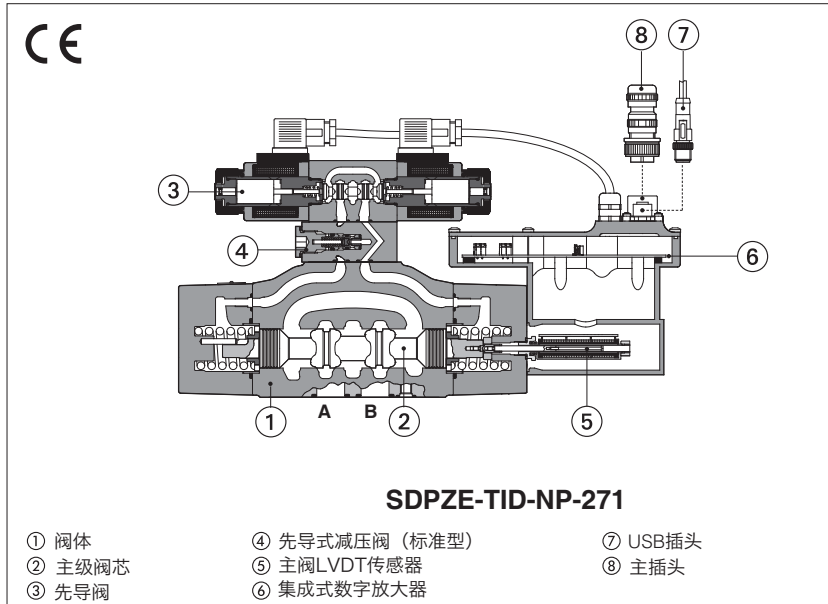 CE
⑧ ⑦
③
④
⑥
A B
① ② ⑤
SDPZE-TID-NP-271
① 阀体 ④ 先导式减压阀（标准型） ⑦ USB插头
② 主级阀芯 ⑤ 主阀LVDT传感器 ⑧ 主插头
③ 先导阀 ⑥ 集成式数字放大器